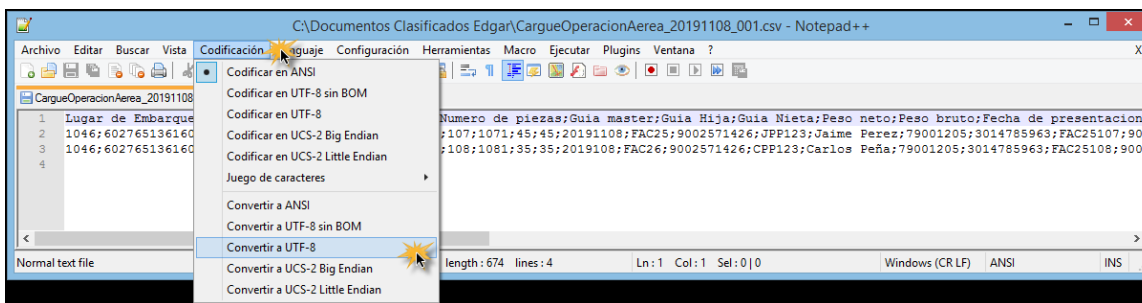 C:\Documentos Clasificados Edgar\CargueOperacionAerea_20191108_001.csv - Notepad++
Archivo Editar Buscar Vista Codificación nguaje Configuración Herramientas Macro Ejecutar Plugins Ventana ? X
CargueOperacionAerea_20191108
1 Lugar de Embarque Numero de piezas;Guia master;Guia Hija;Guia Nieta;Peso neto;Peso bruto;Fecha de presentacion
2 1046;602765136160 ;107;1071;45;45;20191108;FAC25;9002571426;JPP123;Jaime Perez;79001205;3014785963;FAC25107;90
3 1046;602765136160 ;108;1081;35;35;2019108;FAC26;9002571426;CPP123;Carlos Peña;79001205;3014785963;FAC25108;900
4
Codificar en ANSI
Codificar en UTF-8 sin BOM
Codificar en UTF-8
Codificar en UCS-2 Big Endian
Codificar en UCS-2 Little Endian
Juego de caracteres
Convertir a ANSI
Convertir a UTF-8 sin BOM
Convertir a UTF-8
Convertir a UCS-2 Big Endian
Convertir a UCS-2 Little Endian
Normal text file length : 674 lines : 4 Ln : 1 Col : 1 Sel : 0 | 0 Windows (CR LF) ANSI INS